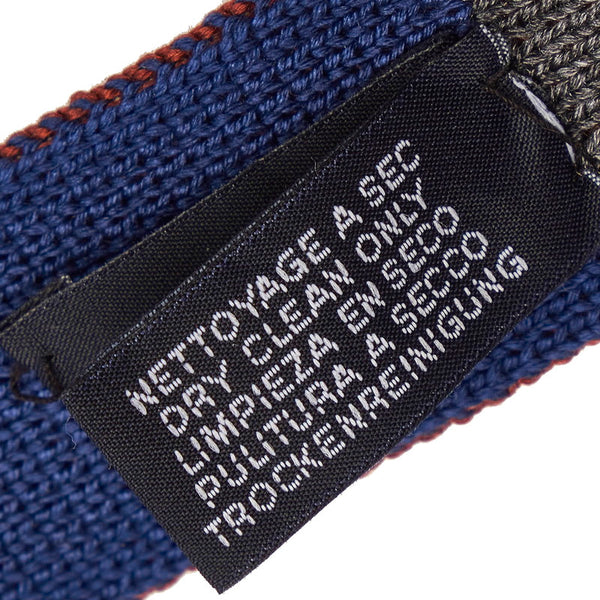 NETTOYAGE A SEC
DRY CLEAN ONLY
LIMPIEZA EN SECO
PULITURA A SECCO
TROCKENREINIGUNG